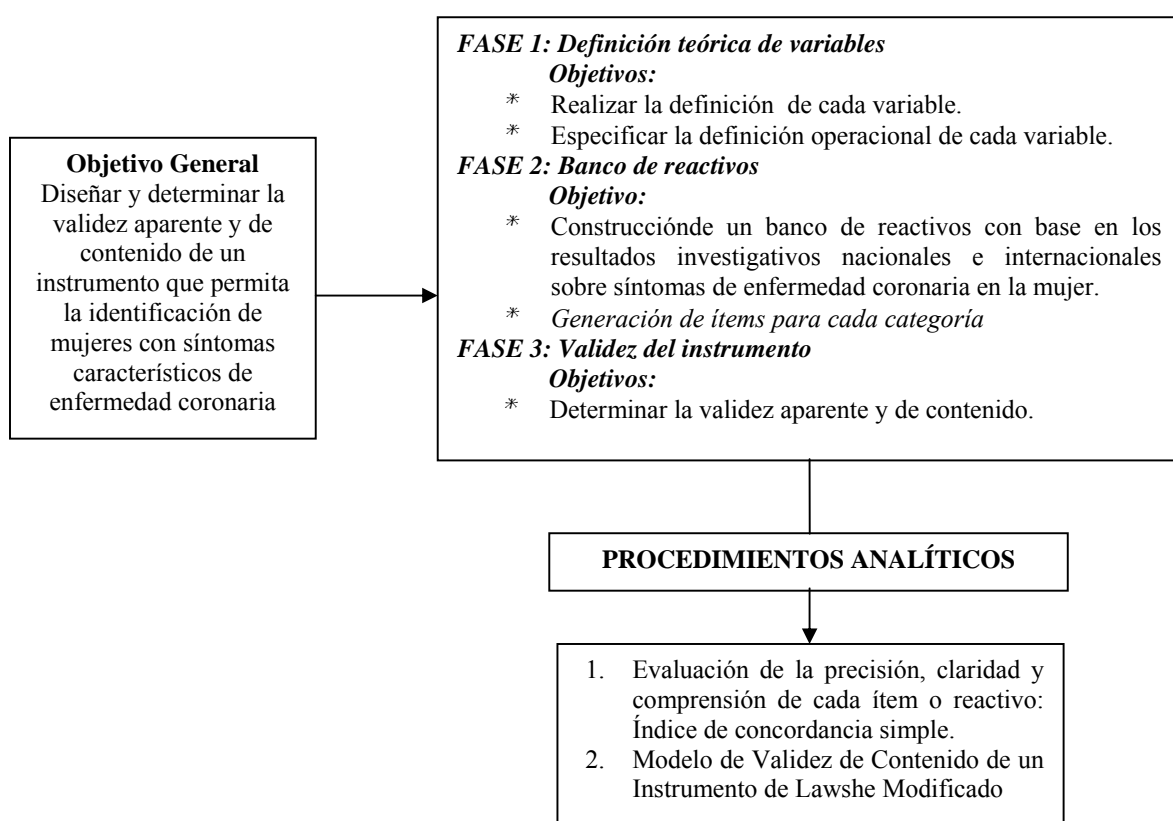 Objetivo General
Diseñar y determinar la
validez aparente y de
contenido de un
instrumento que permita
la identificación de
mujeres con síntomas
característicos de
enfermedad coronaria
FASE 1: Definición teórica de variables
Objetivos:
* Realizar la definición de cada variable.
* Especificar la definición operacional de cada variable.
FASE 2: Banco de reactivos
Objetivo:
* Construcciónde un banco de reactivos con base en los
resultados investigativos nacionales e internacionales
sobre síntomas de enfermedad coronaria en la mujer.
* Generación de ítems para cada categoría
FASE 3: Validez del instrumento
Objetivos:
* Determinar la validez aparente y de contenido.
PROCEDIMIENTOS ANALÍTICOS
1. Evaluación de la precisión, claridad y
comprensión de cada ítem o reactivo:
Índice de concordancia simple.
2. Modelo de Validez de Contenido de un
Instrumento de Lawshe Modificado